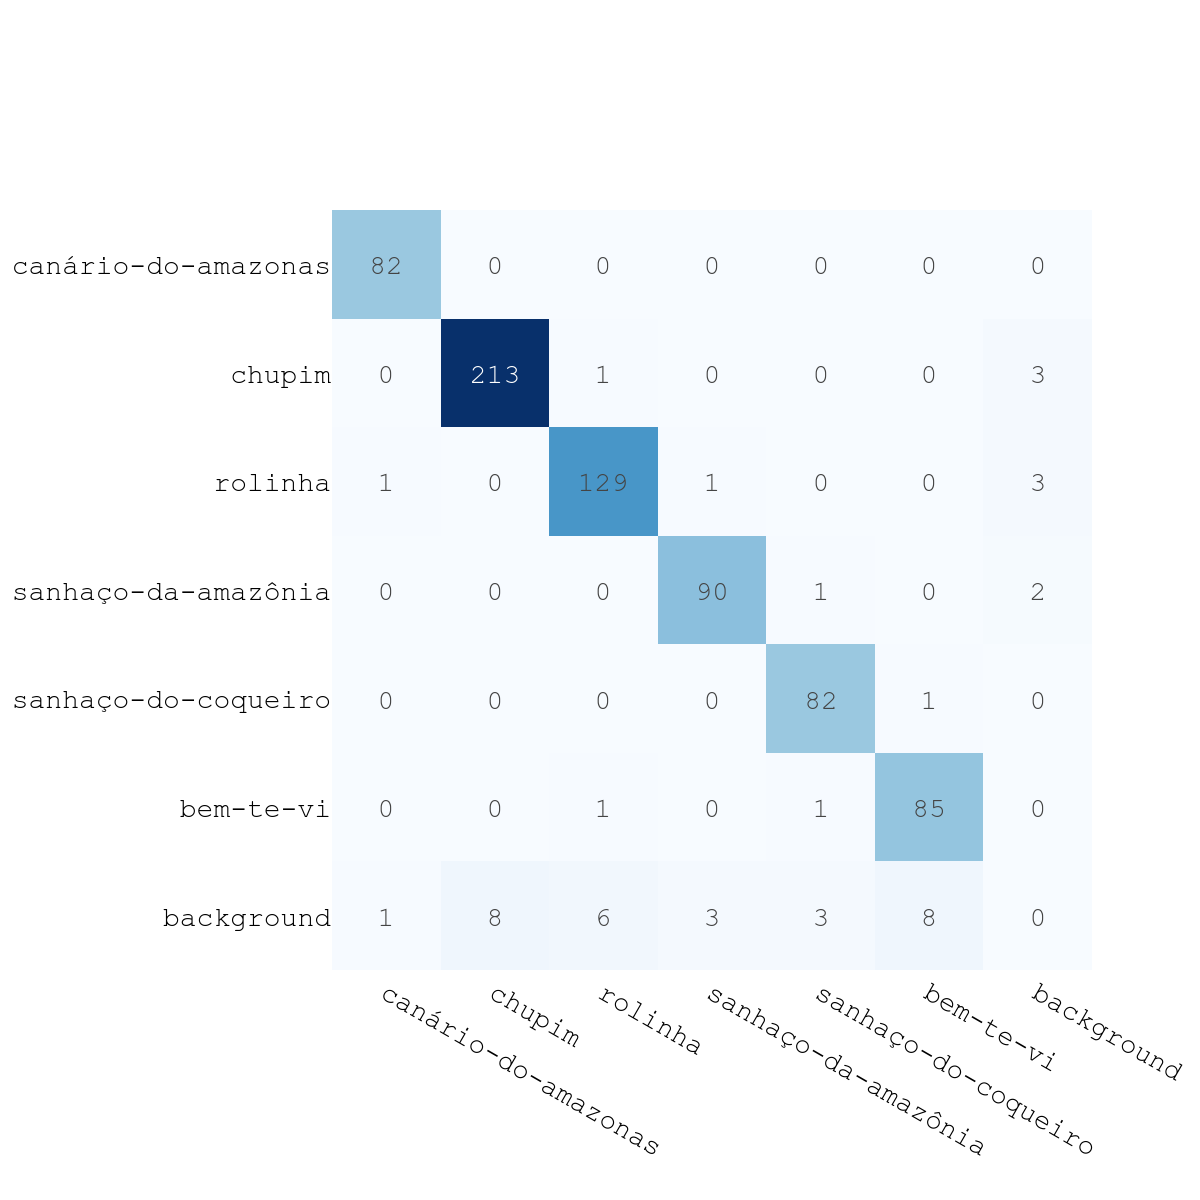 canário-do-amazonas 82 0 0 0 0 0 0
chupim 0 213 1 0 0 0 3
rolinha 1 0 129 1 0 0 3
sanhaço-da-amazônia 0 0 0 90 1 0 2
sanhaço-do-coqueiro 0 0 0 0 82 1 0
bem-te-vi 0 0 1 0 1 85 0
background 1 8 6 3 3 8 0
canário-do-amazonas
chupim
rolinha
sanhaço-da-amazônia
sanhaço-do-coqueiro
bem-te-vi
background